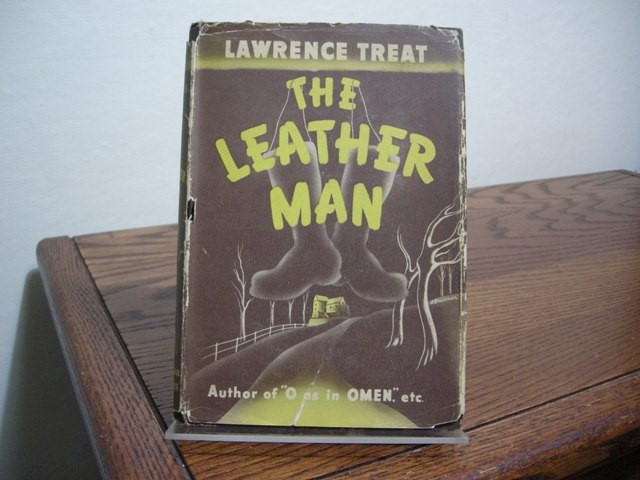 LAWRENCE TREAT
THE
LEATHER
MAN
Author of "O as in OMEN," etc.